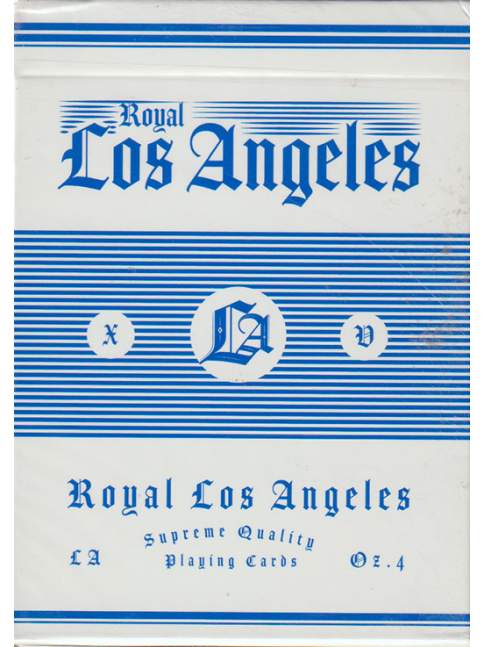 Royal
Los Angeles
X LA V
Royal Los Angeles
Supreme Quality
LA Playing Cards Oz.4